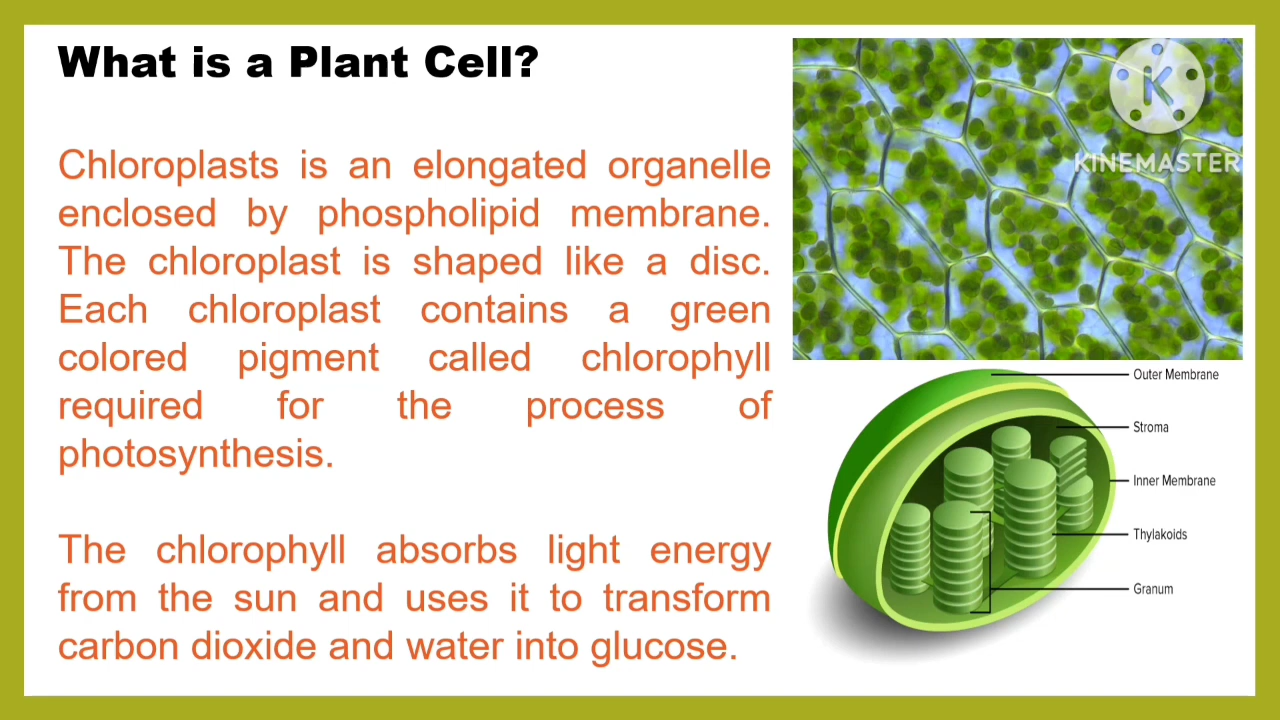 What is a Plant Cell?
Chloroplasts is an elongated organelle
enclosed by phospholipid membrane.
The chloroplast is shaped like a disc.
Each chloroplast contains a green
colored pigment called chlorophyll
required for the process of
photosynthesis.
The chlorophyll absorbs light energy
from the sun and uses it to transform
carbon dioxide and water into glucose.
K
KINEMASTER
Outer Membrane
Stroma
Inner Membrane
Thylakoids
Granum